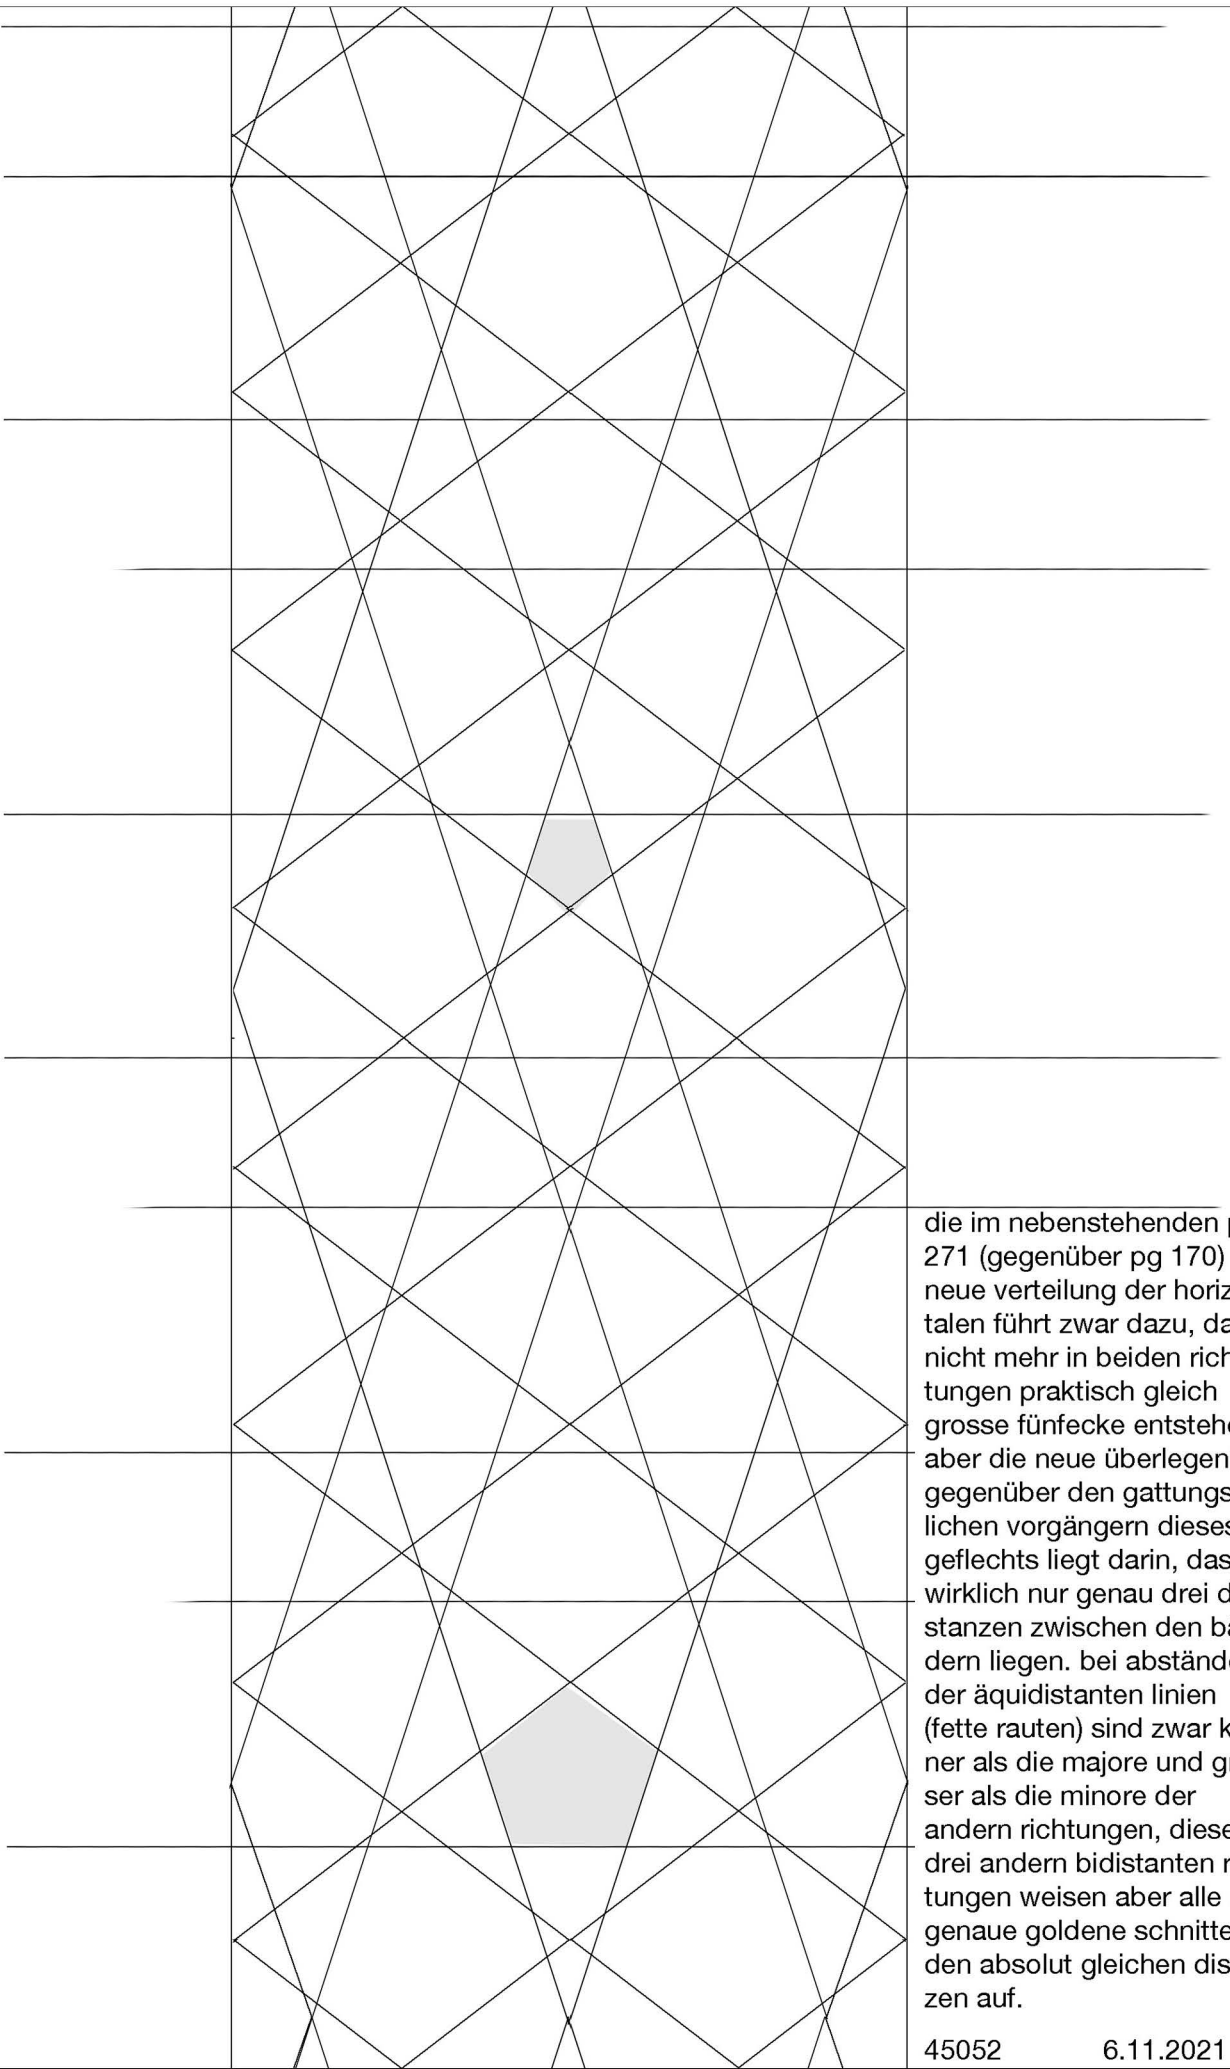 die im nebenstehenden
271 (gegenüber pg 170)
neue verteilung der horiz
talen führt zwar dazu, da
nicht mehr in beiden rich
tungen praktisch gleich
grosse fünfecke entstehe
aber die neue überlegen
gegenüber den gattungs
lichen vorgängern dieses
geflechts liegt darin, das
wirklich nur genau drei d
stanzen zwischen den bä
dern liegen. bei abstände
der äquidistanten linien
(fette rauten) sind zwar k
ner als die majore und g
ser als die minore der
andern richtungen, diese
drei andern bidistanten
tungen weisen aber alle
genaue goldene schnitte
den absolut gleichen dis
zen auf.
45052 6.11.2021